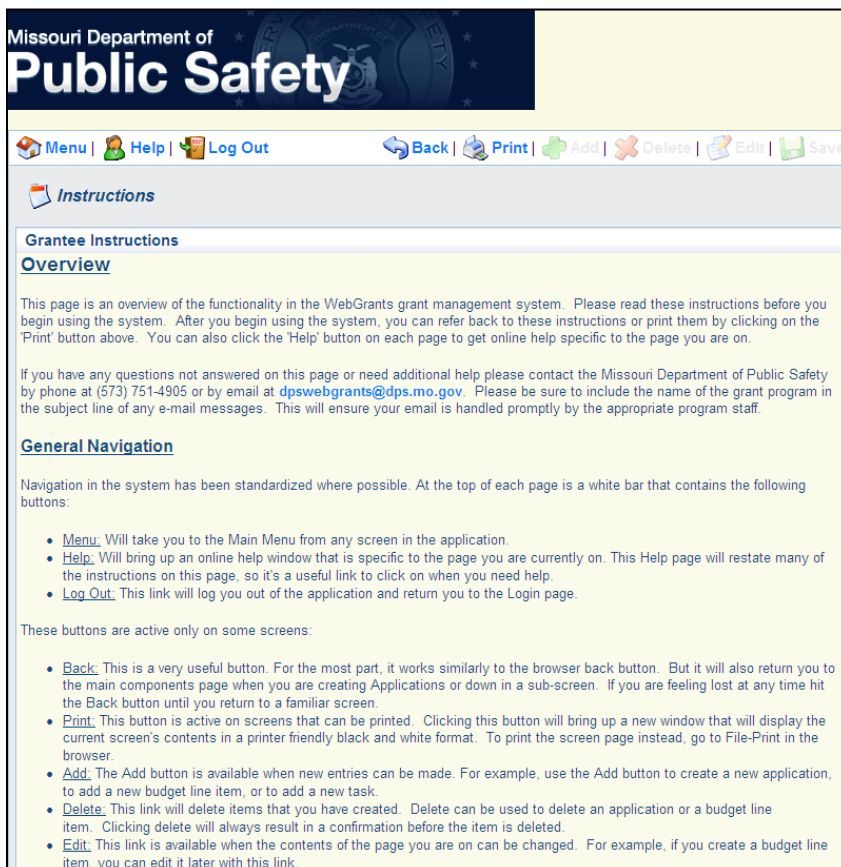 Missouri Department of
Public Safety
Menu | Help | Log Out Back | Print | Add | Delete | Edit | Save
Instructions
Grantee Instructions
Overview
This page is an overview of the functionality in the WebGrants grant management system. Please read these instructions before you
begin using the system. After you begin using the system, you can refer back to these instructions or print them by clicking on the
'Print' button above. You can also click the 'Help' button on each page to get online help specific to the page you are on.
If you have any questions not answered on this page or need additional help please contact the Missouri Department of Public Safety
by phone at (573) 751-4905 or by email at dpswebgrants@dps.mo.gov. Please be sure to include the name of the grant program in
the subject line of any e-mail messages. This will ensure your email is handled promptly by the appropriate program staff.
General Navigation
Navigation in the system has been standardized where possible. At the top of each page is a white bar that contains the following
buttons:
• Menu: Will take you to the Main Menu from any screen in the application.
• Help: Will bring up an online help window that is specific to the page you are currently on. This Help page will restate many of
the instructions on this page, so it's a useful link to click on when you need help.
• Log Out: This link will log you out of the application and return you to the Login page.
These buttons are active only on some screens:
• Back: This is a very useful button. For the most part, it works similarly to the browser back button. But it will also return you to
the main components page when you are creating Applications or down in a sub-screen. If you are feeling lost at any time hit
the Back button until you return to a familiar screen.
• Print: This button is active on screens that can be printed. Clicking this button will bring up a new window that will display the
current screen's contents in a printer friendly black and white format. To print the screen page instead, go to File-Print in the
browser.
• Add: The Add button is available when new entries can be made. For example, use the Add button to create a new application,
to add a new budget line item, or to add a new task.
• Delete: This link will delete items that you have created. Delete can be used to delete an application or a budget line
item. Clicking delete will always result in a confirmation before the item is deleted.
• Edit: This link is available when the contents of the page you are on can be changed. For example, if you create a budget line
item, you can edit it later with this link.